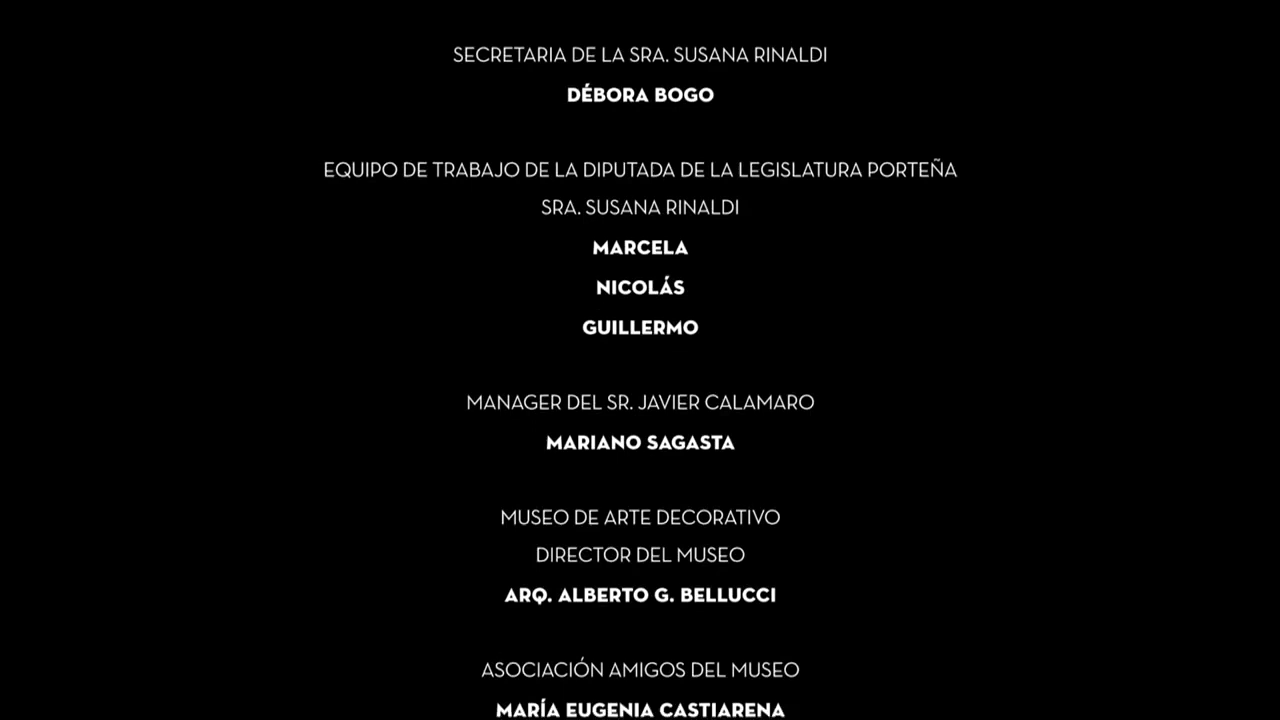 SECRETARIA DE LA SRA. SUSANA RINALDI
DÉBORA BOGO
EQUIPO DE TRABAJO DE LA DIPUTADA DE LA LEGISLATURA PORTEÑA
SRA. SUSANA RINALDI
MARCELA
NICOLÁS
GUILLERMO
MANAGER DEL SR. JAVIER CALAMARO
MARIANO SAGASTA
MUSEO DE ARTE DECORATIVO
DIRECTOR DEL MUSEO
ARQ. ALBERTO G. BELLUCCI
ASOCIACIÓN AMIGOS DEL MUSEO
MARÍA EUGENIA CASTIARENA